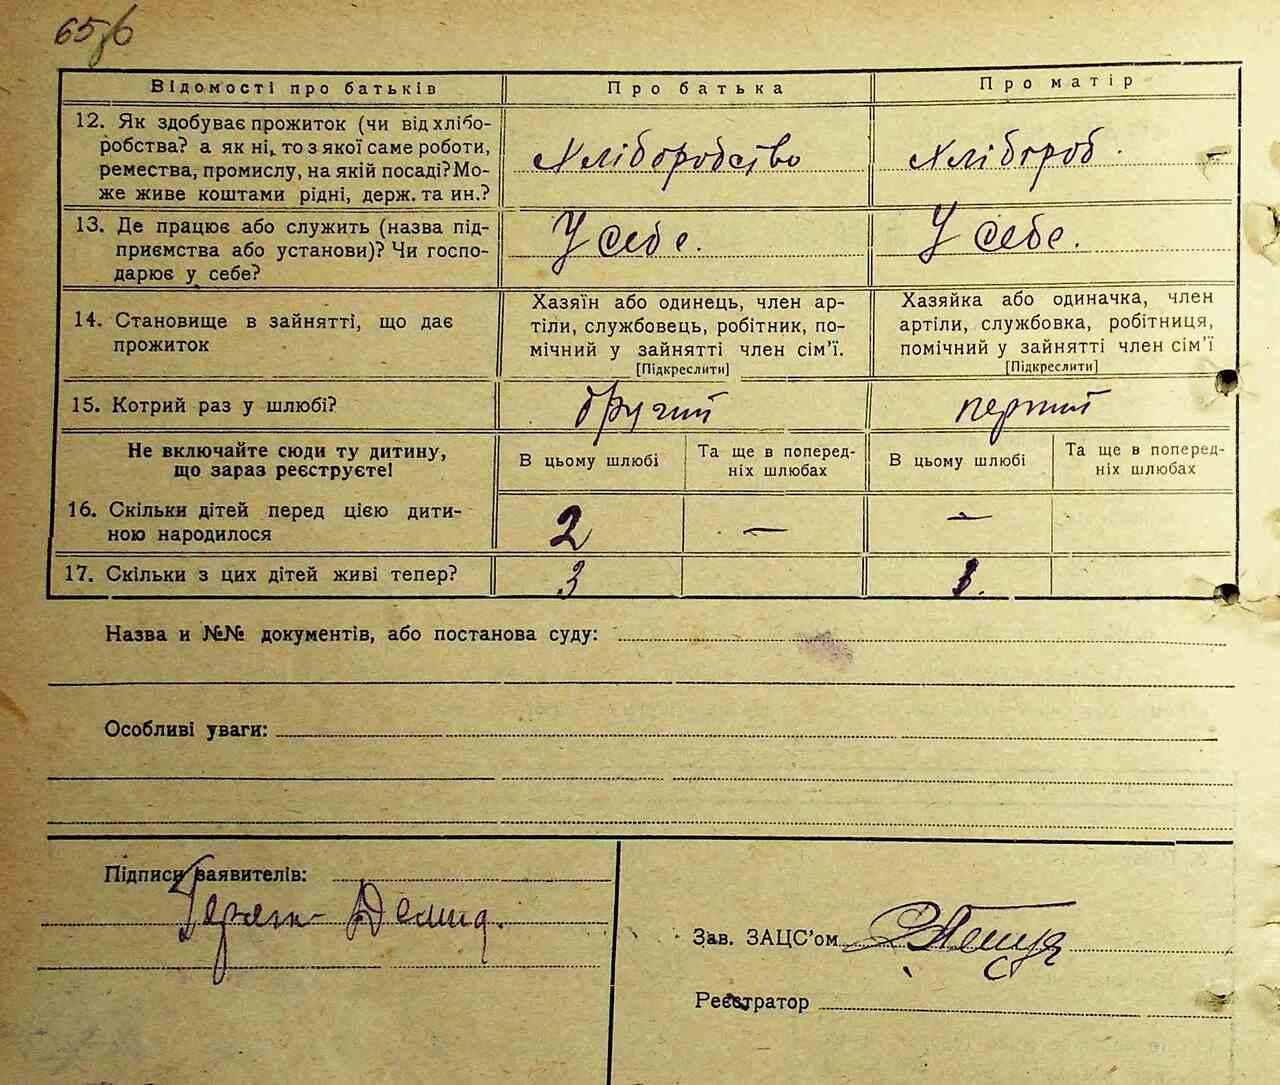 Відомості про батьків Про батька Про матір
12. Як здобуває прожиток (чи від хлібо-
робства? а як ні, то з якої саме роботи,
ремества, промислу, на якій посаді? Мо-
же живе коштами рідні, держ. та ин.?
Хліборобство Хлібороб.
13. Де працює або служить (назва під-
приємства або установи)? Чи госпо-
дарює у себе?
У себе. У себе.
14. Становище в зайнятті, що дає
прожиток
Хазяїн або одинець, член ар-
тіли, службовець, робітник, по-
мічний у зайнятті член сім'ї.
[Підкреслити]
Хазяйка або одиначка, член
артіли, службовка, робітниця,
помічний у зайнятті член сім'ї
[Підкреслити]
15. Котрий раз у шлюбі? другий первий
Не включайте сюди ту дитину,
що зараз реєструєте!
В цьому шлюбі
Та ще в поперед-
ніх шлюбах
В цьому шлюбі
Та ще в поперед-
ніх шлюбах
16. Скільки дітей перед цією дити-
ною народилося
2 — —
17. Скільки з цих дітей живі тепер? 3
Назва и №№ документів, або постанова суду:
Особливі уваги:
Підписи заявителів:
Зав. ЗАЦС'ом
Реєстратор